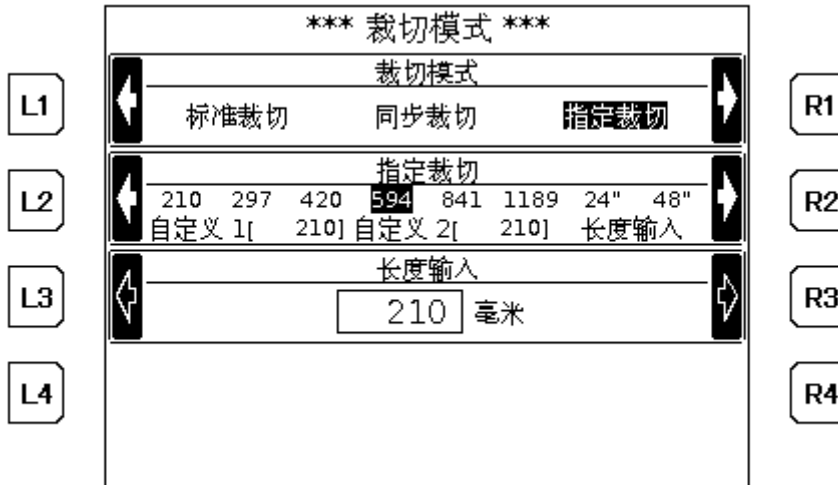 *** 裁切模式 ***
裁切模式
L1 标准裁切 同步裁切 指定裁切 R1
指定裁切
L2 210 297 420 594 841 1189 24" 48" R2
自定义 1[ 210] 自定义 2[ 210] 长度输入
长度输入
L3 210 毫米 R3
L4 R4